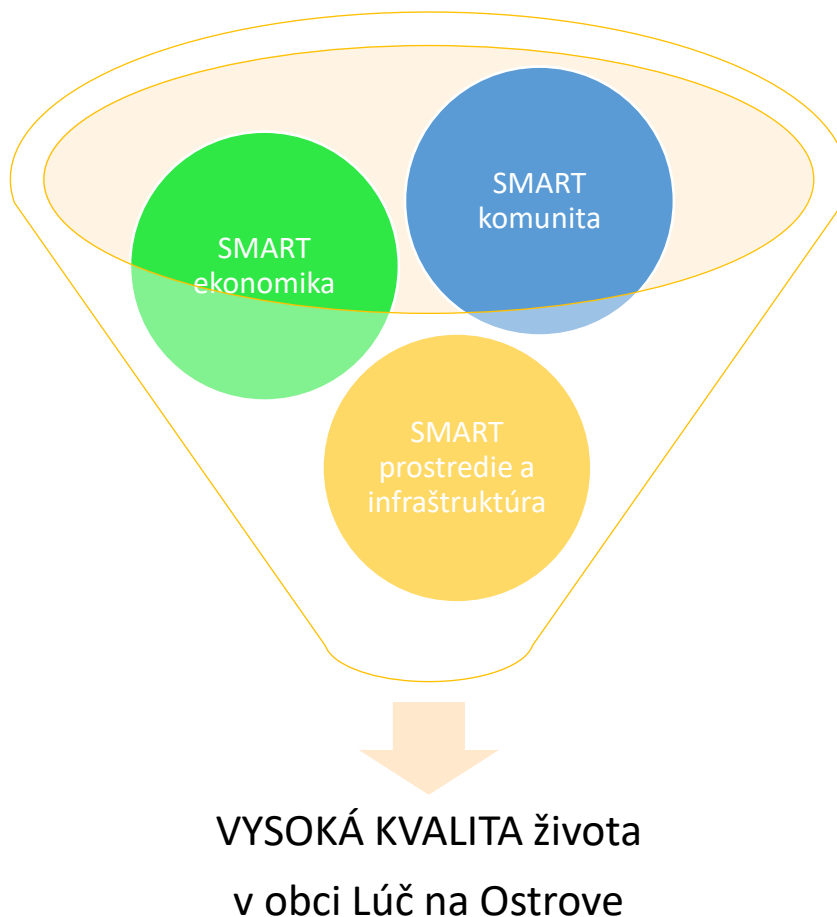 SMART
komunita
SMART
ekonomika
SMART
prostredie a
infraštruktúra
VYSOKÁ KVALITA života
v obci Lúč na Ostrove